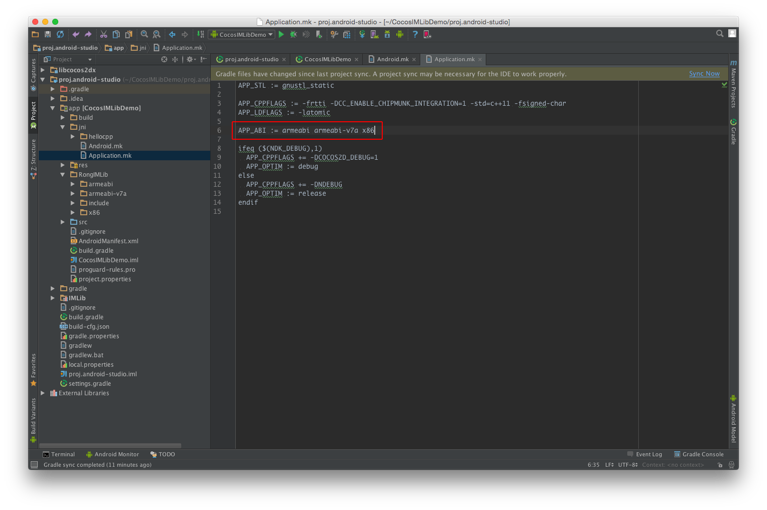 Application.mk - proj.android-studio - [~/CocosIMLibDemo/proj.android-studio]
CocosIMLibDemo
proj.android-studio
app
jni
Application.mk
Project
proj.android-studio
CocosIMLibDemo
Android.mk
Application.mk
Gradle files have changed since last project sync. A project sync may be necessary for the IDE to work properly.
Sync Now
Captures
1: Project
7: Structure
2: Favorites
Build Variants
libcocos2dx
proj.android-studio (~/CocosIMLibDemo/proj.and
.gradle
.idea
app [CocosIMLibDemo]
build
jni
hellocpp
Android.mk
Application.mk
res
RongIMLib
armeabi
armeabi-v7a
include
x86
src
.gitignore
AndroidManifest.xml
build.gradle
CocosIMLibDemo.iml
proguard-rules.pro
project.properties
gradle
IMLib
.gitignore
build.gradle
build-cfg.json
gradle.properties
gradlew
gradlew.bat
local.properties
proj.android-studio.iml
settings.gradle
External Libraries
1 APP_STL := gnustl_static
2
3 APP_CPPFLAGS := -frtti -DCC_ENABLE_CHIPMUNK_INTEGRATION=1 -std=c++11 -fsigned-char
4 APP_LDFLAGS := -latomic
5
6 APP_ABI := armeabi armeabi-v7a x86
7
8 ifeq ($(NDK_DEBUG),1)
9 APP_CPPFLAGS += -DCOCOS2D_DEBUG=1
10 APP_OPTIM := debug
11 else
12 APP_CPPFLAGS += -DNDEBUG
13 APP_OPTIM := release
14 endif
15
Maven Projects
Gradle
Android Model
Terminal
Android Monitor
TODO
Event Log
Gradle Console
Gradle sync completed (11 minutes ago)
6:35 LF UTF-8 Context: <no context>